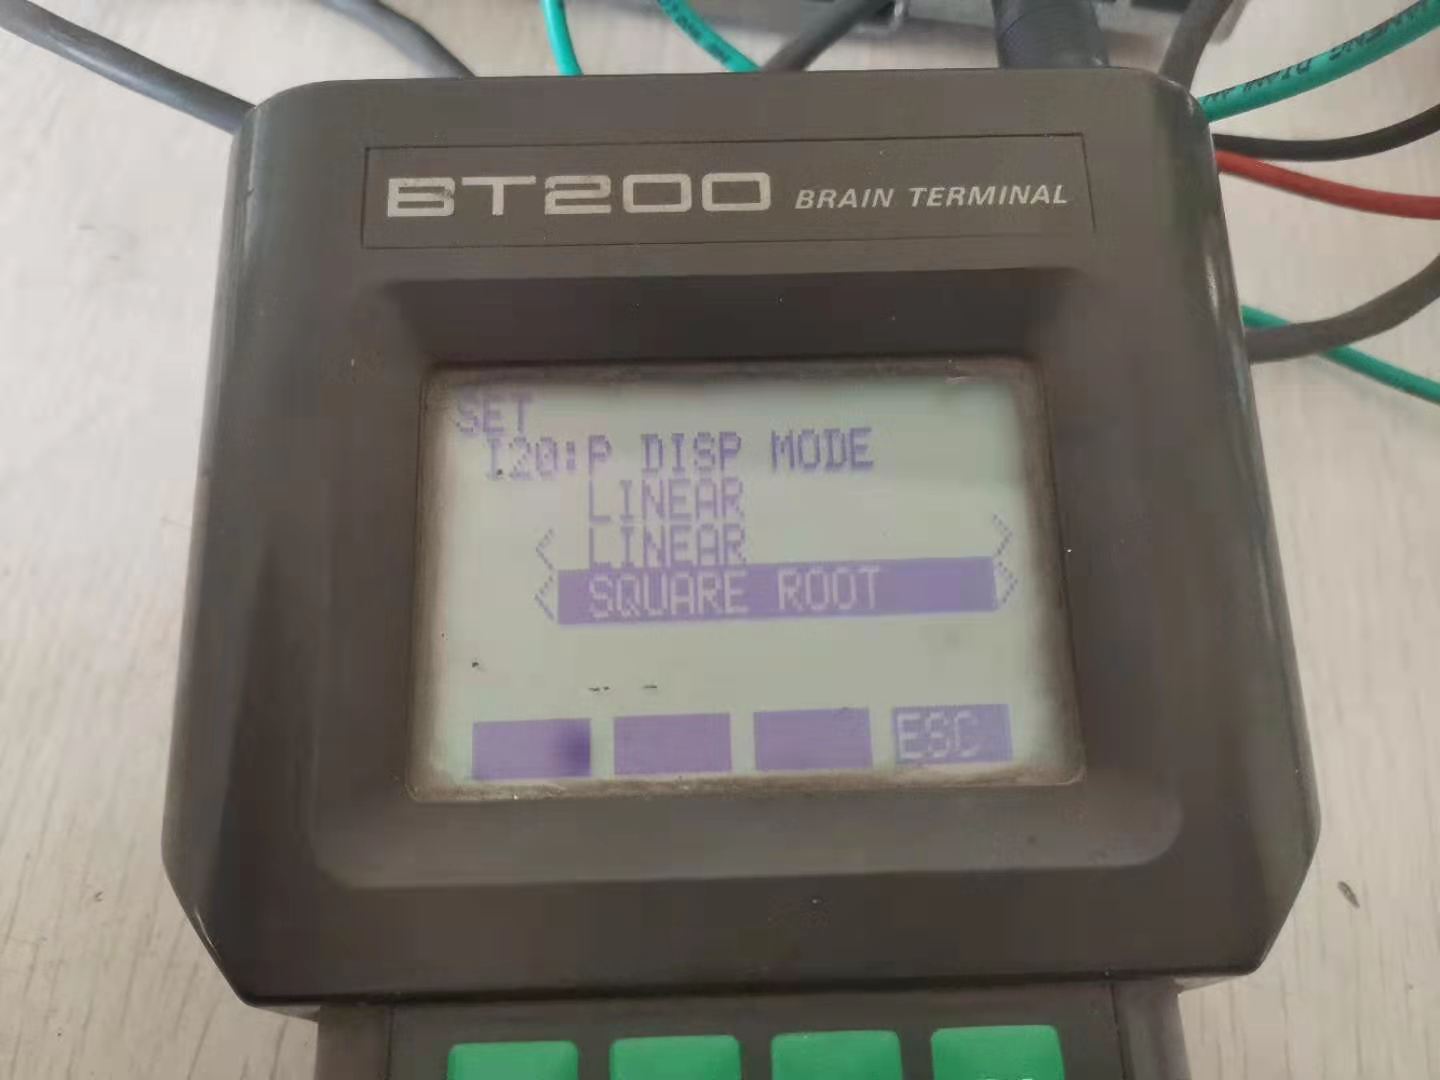 BT200 BRAIN TERMINAL
SET
I20:P DISP MODE
LINEAR
< LINEAR >
< SQUARE ROOT >
ESC